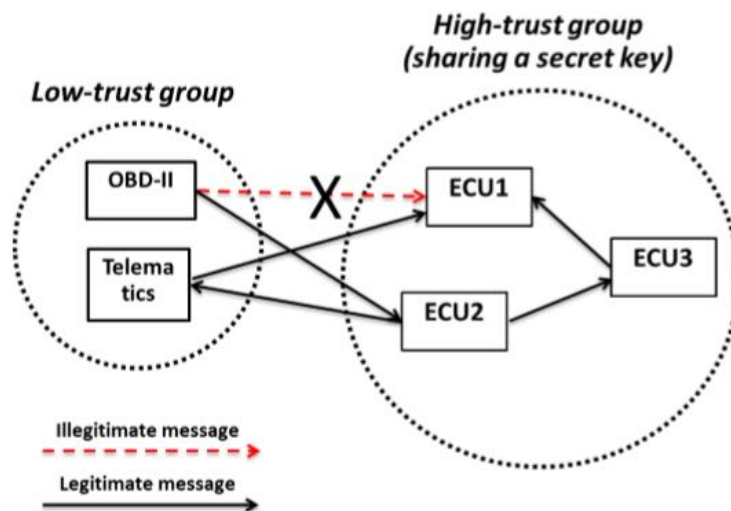 High-trust group
(sharing a secret key)
Low-trust group
OBD-II
X
ECU1
Telema
tics
ECU3
ECU2
Illegitimate message
Legitimate message